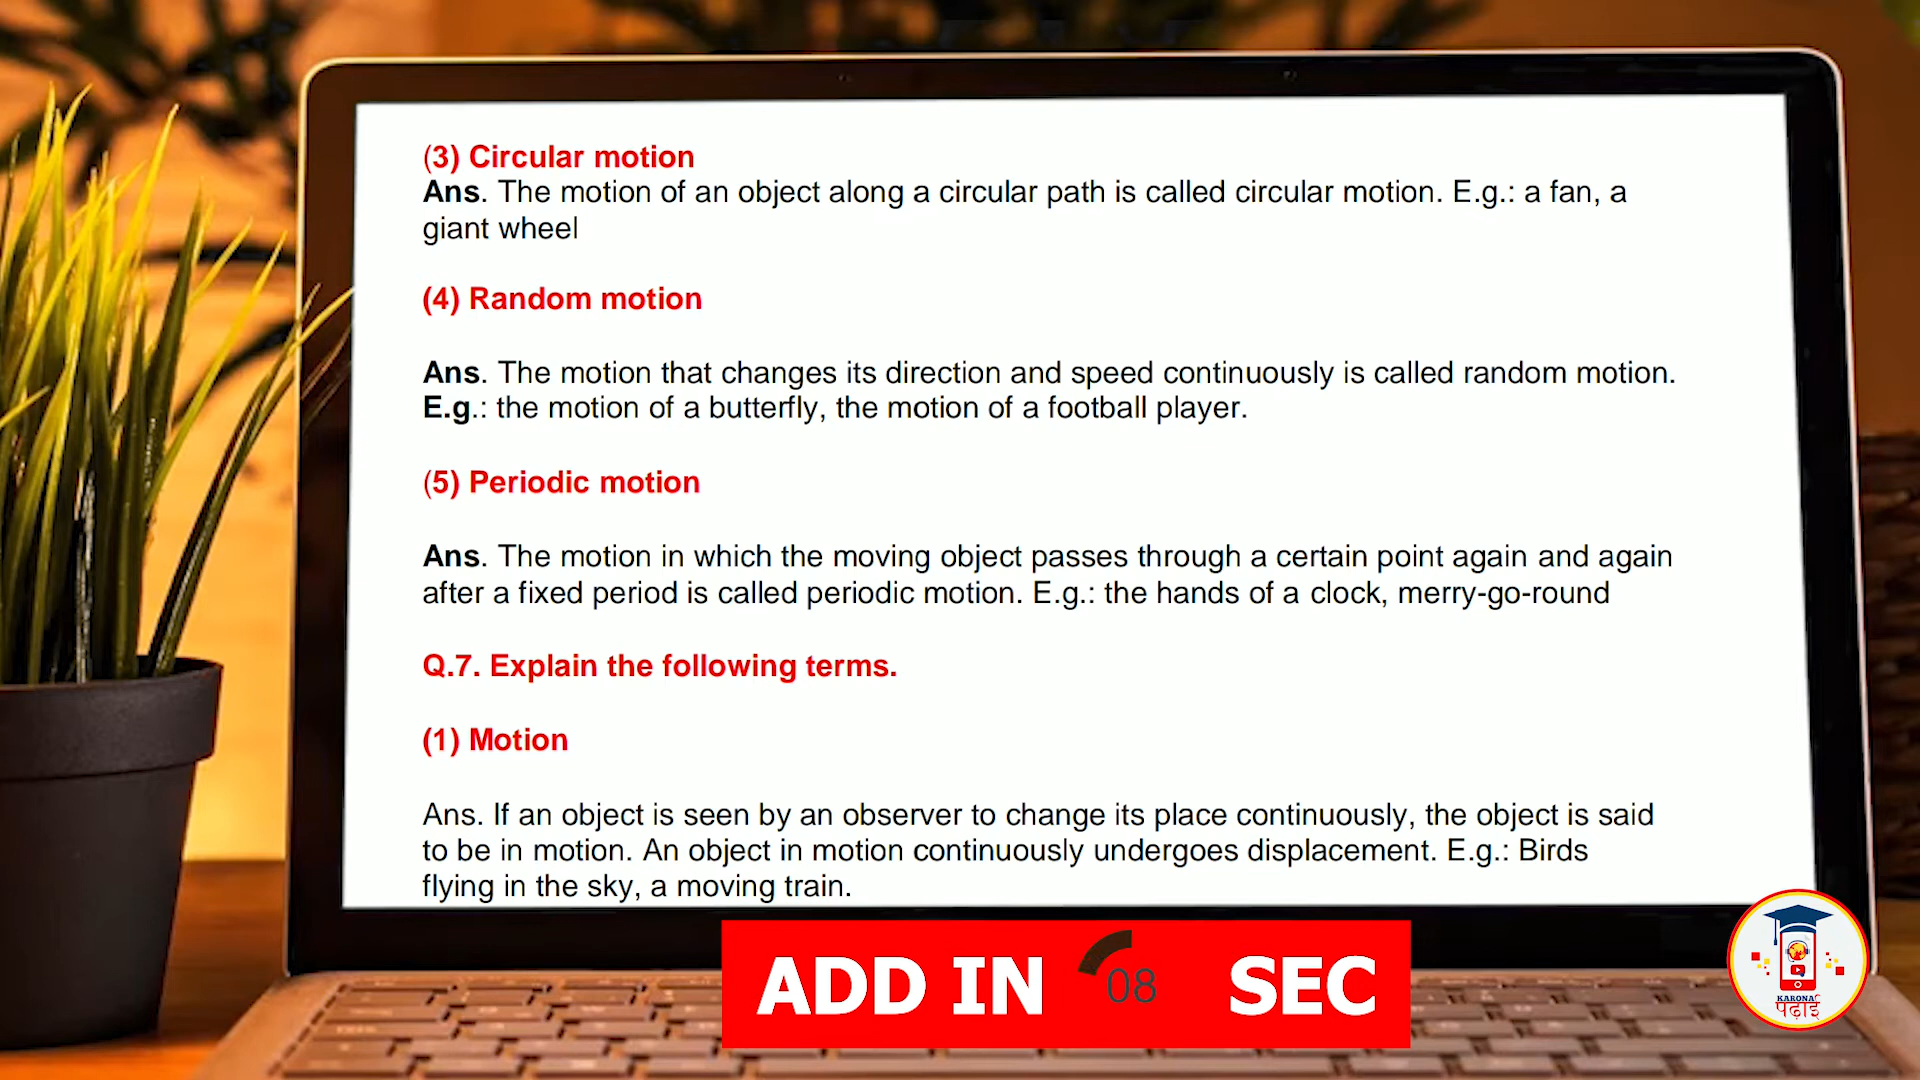 (3) Circular motion
Ans. The motion of an object along a circular path is called circular motion. E.g.: a fan, a
giant wheel
(4) Random motion
Ans. The motion that changes its direction and speed continuously is called random motion.
E.g.: the motion of a butterfly, the motion of a football player.
(5) Periodic motion
Ans. The motion in which the moving object passes through a certain point again and again
after a fixed period is called periodic motion. E.g.: the hands of a clock, merry-go-round
Q.7. Explain the following terms.
(1) Motion
Ans. If an object is seen by an observer to change its place continuously, the object is said
to be in motion. An object in motion continuously undergoes displacement. E.g.: Birds
flying in the sky, a moving train.
ADD IN 08 SEC
KARONA
पढ़ाई